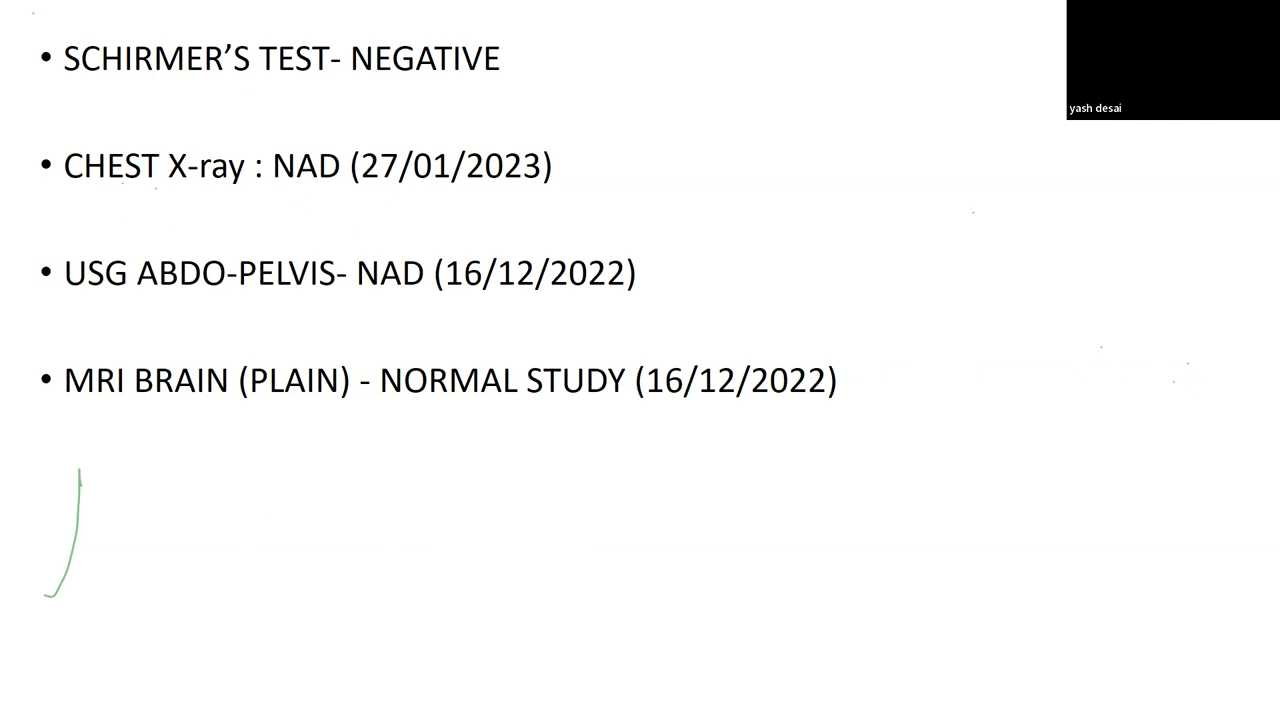 • SCHIRMER’S TEST- NEGATIVE
yash desai
• CHEST X-ray : NAD (27/01/2023)
• USG ABDO-PELVIS- NAD (16/12/2022)
• MRI BRAIN (PLAIN) - NORMAL STUDY (16/12/2022)